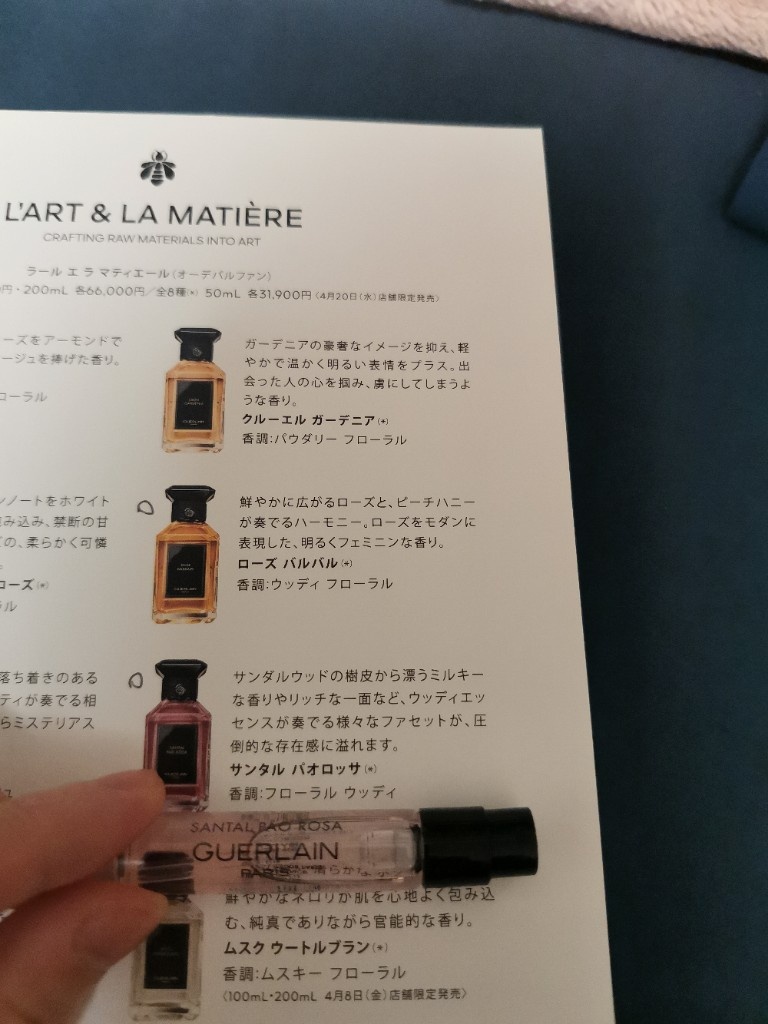 L'ART & LA MATIÈRE
CRAFTING RAW MATERIALS INTO ART
ラール エ ラ マティエール(オーデパルファン)
円・200mL 各66,000円/全8種(*) 50mL 各31,900円〈4月20日(水)店舗限定発売〉
ーズをアーモンドで
ージュを捧げた香り。
ローラル
ガーデニアの豪奢なイメージを抑え、軽
やかで温かく明るい表情をプラス。出
会った人の心を掴み、虜にしてしまうよ
うな香り。
クルーエル ガーデニア(*)
香調:パウダリー フローラル
ンノートをホワイト
み込み、禁断の甘
の、柔らかく可憐
ローズ(*)
ラル
鮮やかに広がるローズと、ピーチハニー
が奏でるハーモニー。ローズをモダンに
表現した、明るくフェミニンな香り。
ローズ バルバル(*)
香調:ウッディ フローラル
落ち着きのある
ティが奏でる相
らミステリアス
サンダルウッドの樹皮から漂うミルキー
な香りやリッチな一面など、ウッディエッ
センスが奏でる様々なファセットが、圧
倒的な存在感に溢れます。
サンタル パオロッサ(*)
香調:フローラル ウッディ
SANTAL PAO ROSA
GUERLAIN
PARIS
鮮やかなネロリが肌を心地よく包み込
む、純真でありながら官能的な香り。
ムスク ウートルブラン(*)
香調:ムスキー フローラル
〈100mL・200mL 4月8日(金)店舗限定発売〉